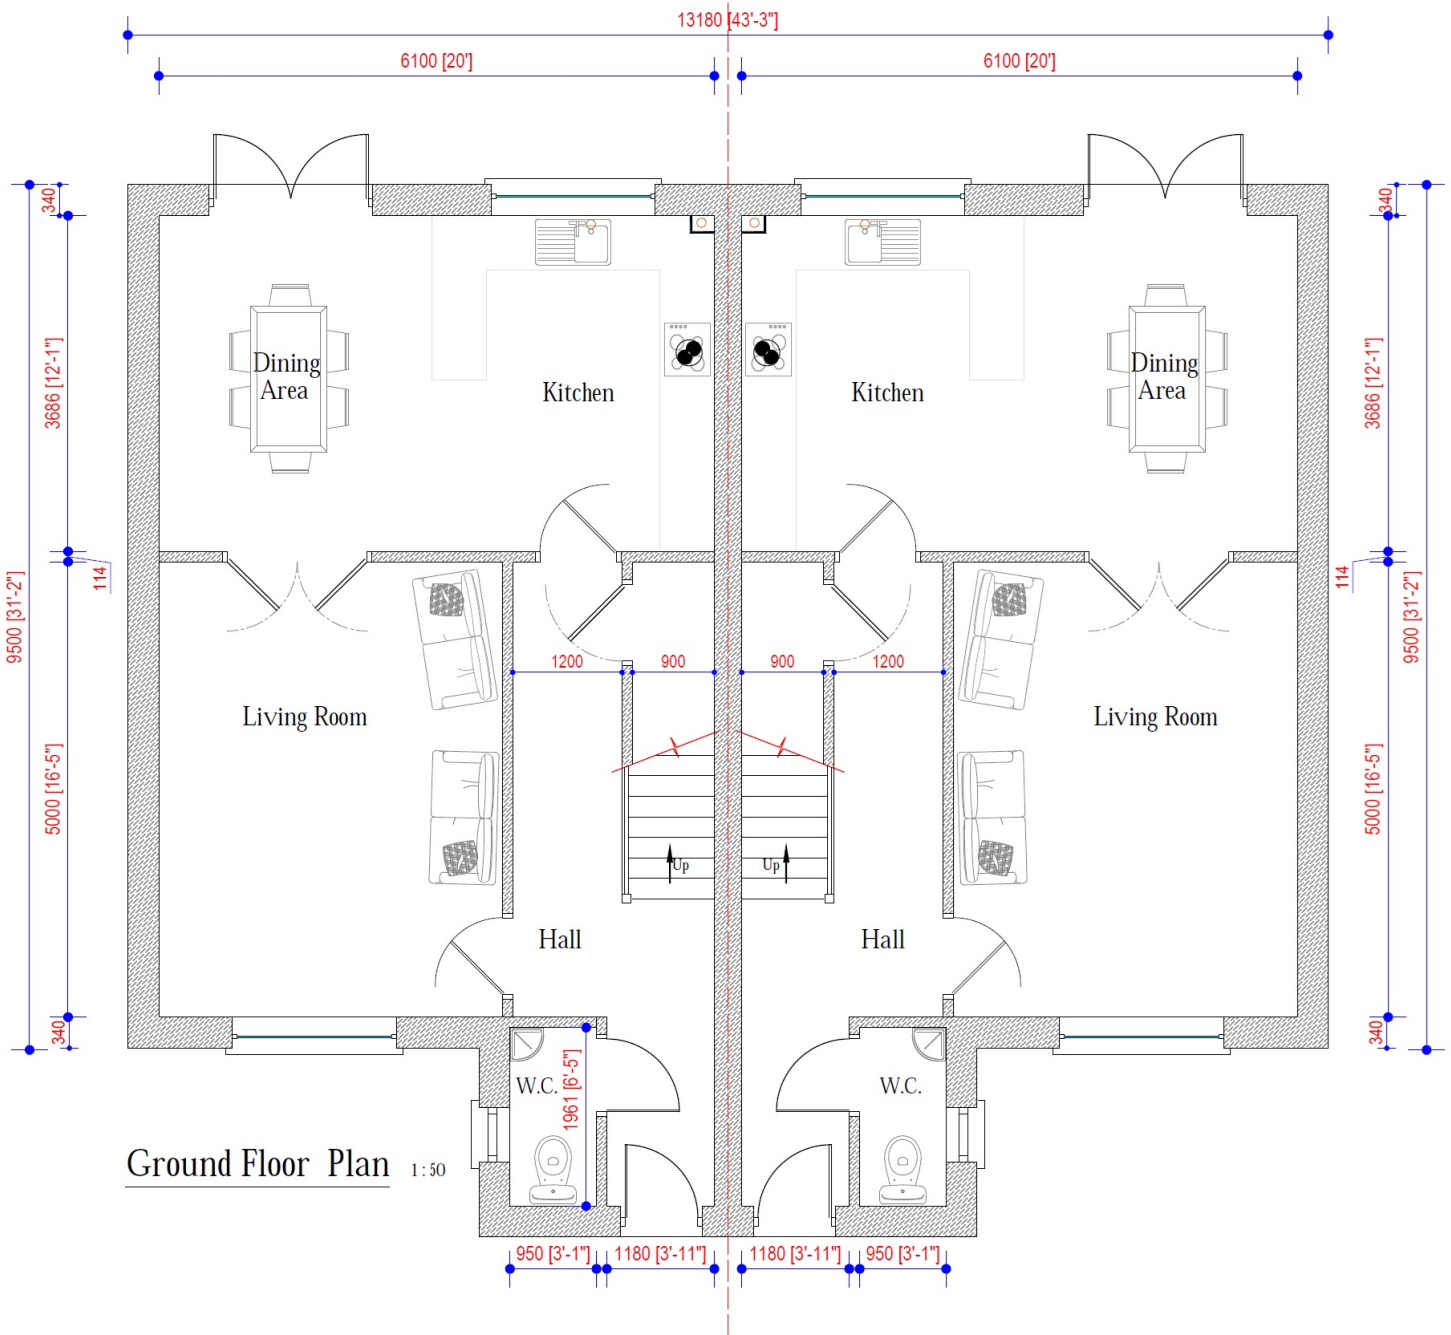 13180 [43'-3"]
6100 [20']
6100 [20']
340
340
3686 [12'-1"]
3686 [12'-1"]
Dining
Area
Kitchen
Kitchen
Dining
Area
114
114
9500 [31'-2"]
9500 [31'-2"]
1200
900
900
1200
Living Room
Living Room
5000 [16'-5"]
5000 [16'-5"]
Up
Up
Hall
Hall
340
340
W.C.
1961 [6'-5"]
W.C.
Ground Floor Plan 1:50
950 [3'-1"]
1180 [3'-11"]
1180 [3'-11"]
950 [3'-1"]